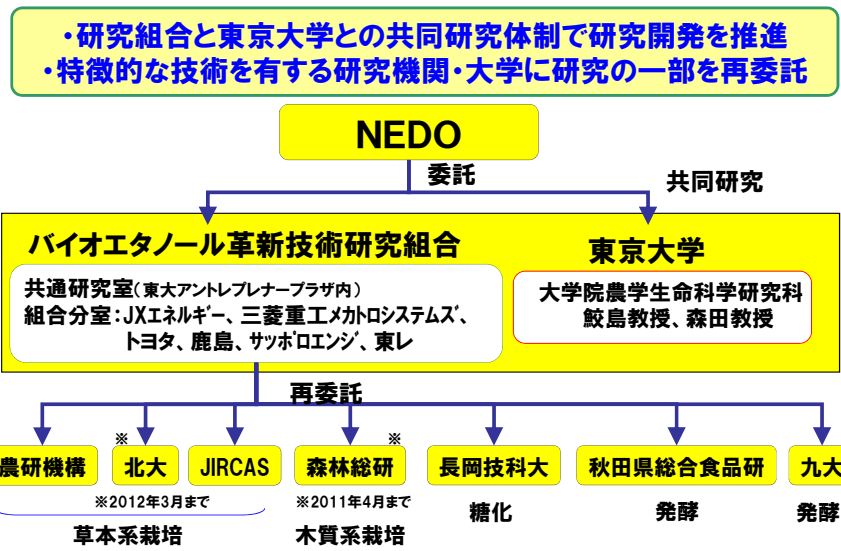 ・研究組合と東京大学との共同研究体制で研究開発を推進
・特徴的な技術を有する研究機関・大学に研究の一部を再委託
NEDO
委託
共同研究
バイオエタノール革新技術研究組合
東京大学
共通研究室(東大アントレプレナープラザ内)
組合分室:JXエネルギー、三菱重工メカトロシステムズ、
トヨタ、鹿島、サッポロエンジ、東レ
大学院農学生命科学研究科
鮫島教授、森田教授
再委託
※
※
農研機構
北大
JIRCAS
森林総研
長岡技科大
秋田県総合食品研
九大
※2012年3月まで
※2011年4月まで
糖化
発酵
発酵
草本系栽培
木質系栽培